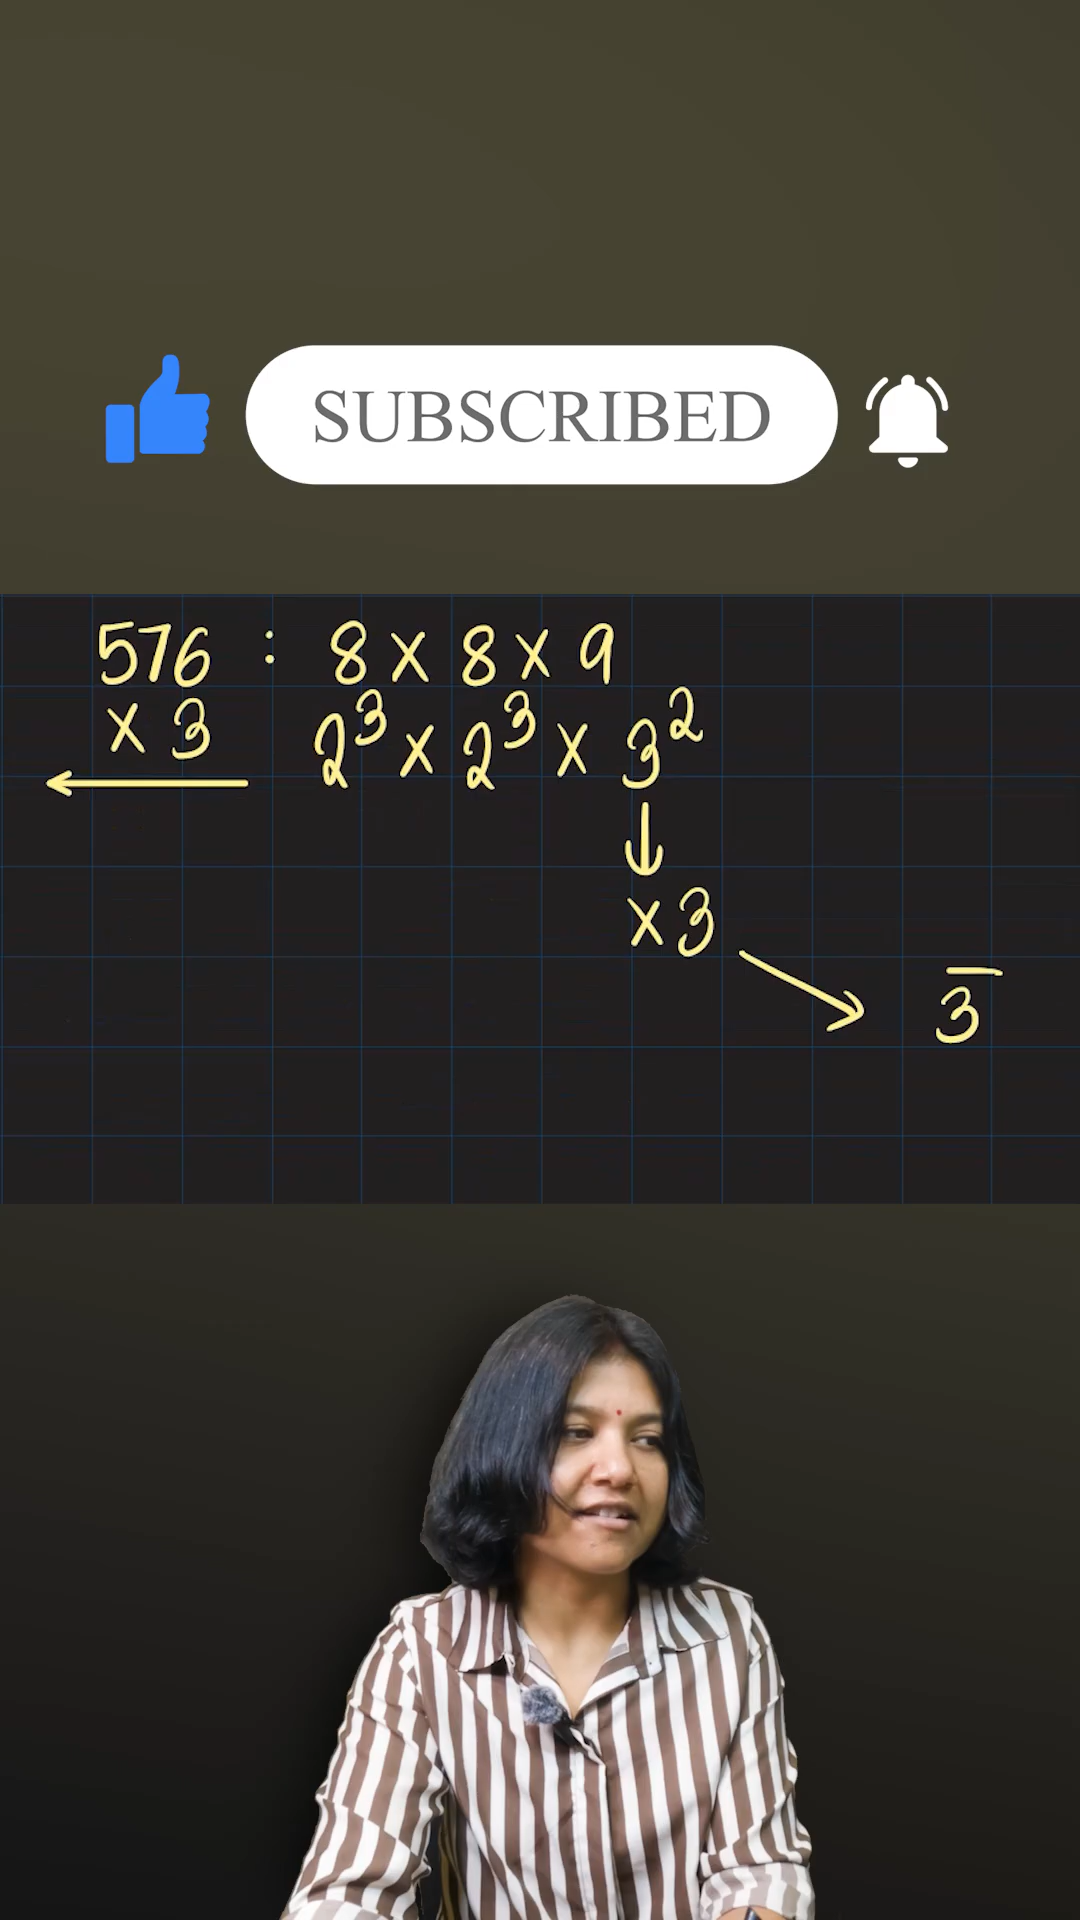 SUBSCRIBED
576 : 8 × 8 × 9
× 3 2³ × 2³ × 3²
× 3
3